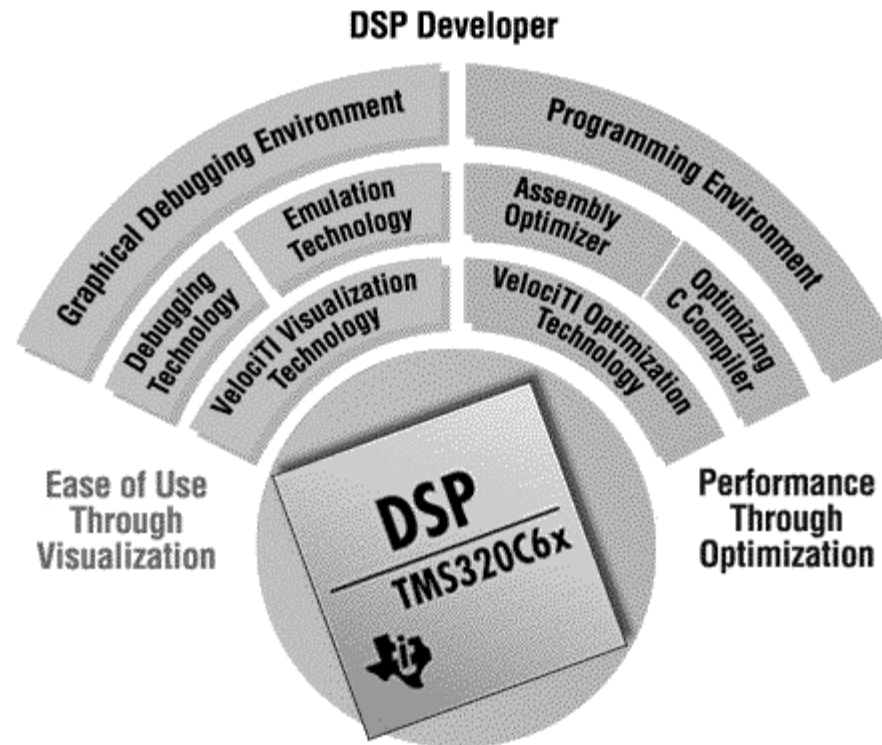 DSP Developer
Graphical Debugging Environment
Programming Environment
Emulation
Technology
Assembly
Optimizer
Debugging
Technology
Optimizing
C Compiler
VelociTI Visualization
Technology
VelociTI Optimization
Technology
Ease of Use
Through
Visualization
Performance
Through
Optimization
DSP
TMS320C6x
i